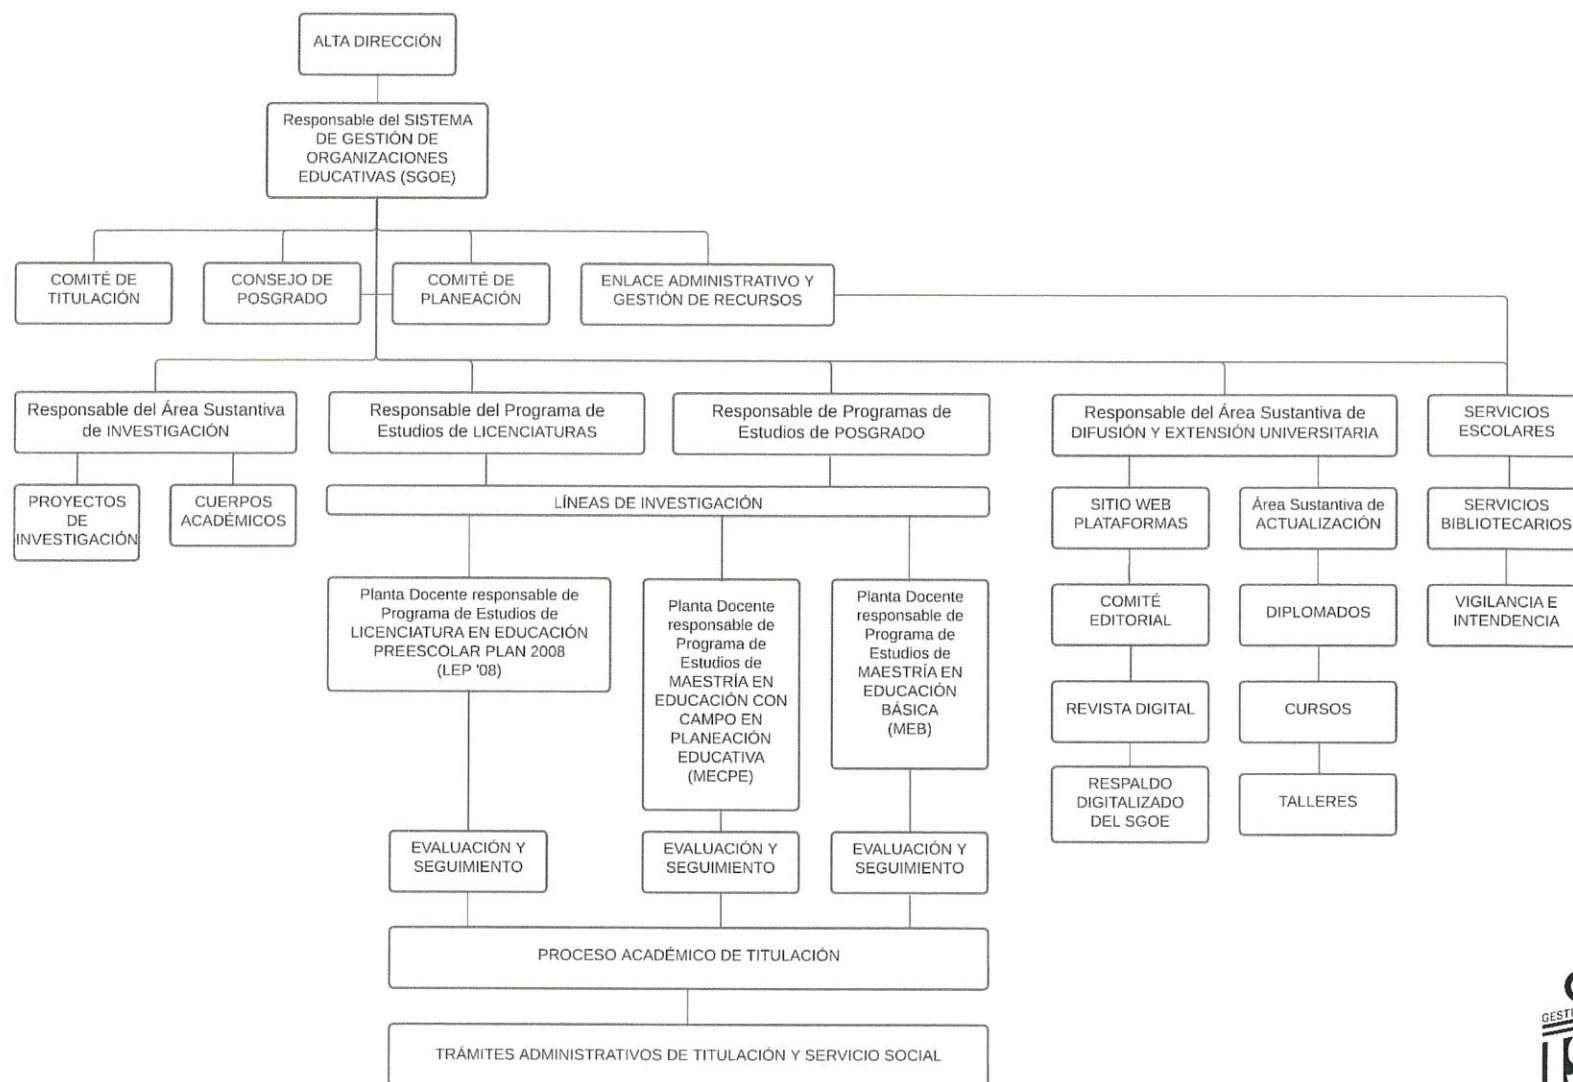 ALTA DIRECCIÓN
Responsable del SISTEMA
DE GESTIÓN DE
ORGANIZACIONES
EDUCATIVAS (SGOE)
COMITÉ DE
TITULACIÓN
CONSEJO DE
POSGRADO
COMITÉ DE
PLANEACIÓN
ENLACE ADMINISTRATIVO Y
GESTIÓN DE RECURSOS
Responsable del Área Sustantiva
de INVESTIGACIÓN
Responsable del Programa de
Estudios de LICENCIATURAS
Responsable de Programas de
Estudios de POSGRADO
Responsable del Área Sustantiva de
DIFUSIÓN Y EXTENSIÓN UNIVERSITARIA
SERVICIOS
ESCOLARES
PROYECTOS
DE
INVESTIGACIÓN
CUERPOS
ACADÉMICOS
LÍNEAS DE INVESTIGACIÓN
SITIO WEB
PLATAFORMAS
Área Sustantiva de
ACTUALIZACIÓN
SERVICIOS
BIBLIOTECARIOS
Planta Docente responsable de
Programa de Estudios de
LICENCIATURA EN EDUCACIÓN
PREESCOLAR PLAN 2008
(LEP '08)
Planta Docente
responsable de
Programa de
Estudios de
MAESTRÍA EN
EDUCACIÓN CON
CAMPO EN
PLANEACIÓN
EDUCATIVA
(MECPE)
Planta Docente
responsable de
Programa de
Estudios de
MAESTRÍA EN
EDUCACIÓN
BÁSICA
(MEB)
COMITÉ
EDITORIAL
DIPLOMADOS
VIGILANCIA E
INTENDENCIA
REVISTA DIGITAL
CURSOS
RESPALDO
DIGITALIZADO
DEL SGOE
TALLERES
EVALUACIÓN Y
SEGUIMIENTO
EVALUACIÓN Y
SEGUIMIENTO
EVALUACIÓN Y
SEGUIMIENTO
PROCESO ACADÉMICO DE TITULACIÓN
TRÁMITES ADMINISTRATIVOS DE TITULACIÓN Y SERVICIO SOCIAL